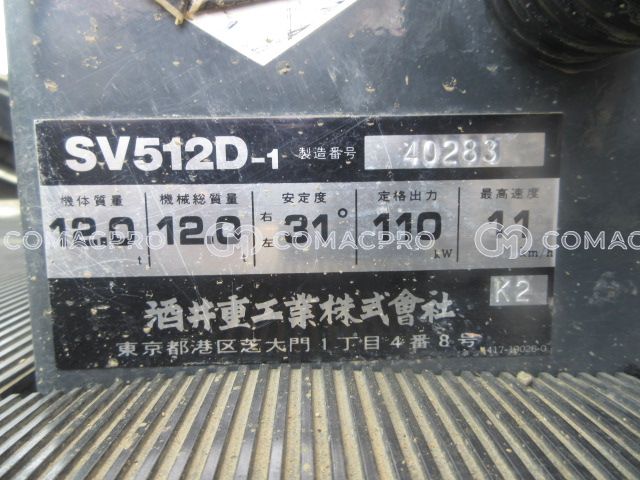 SV512D-1 製造番号 40283
機体質量 機械総質量 安定度 定格出力 最高速度
12.0 t 12.0 t 右左 31° 110 kW 11 km/h
COMACPRO COMACPRO COMACPRO
K2
酒井重工業株式會社
東京都港区芝大門1丁目4番8号